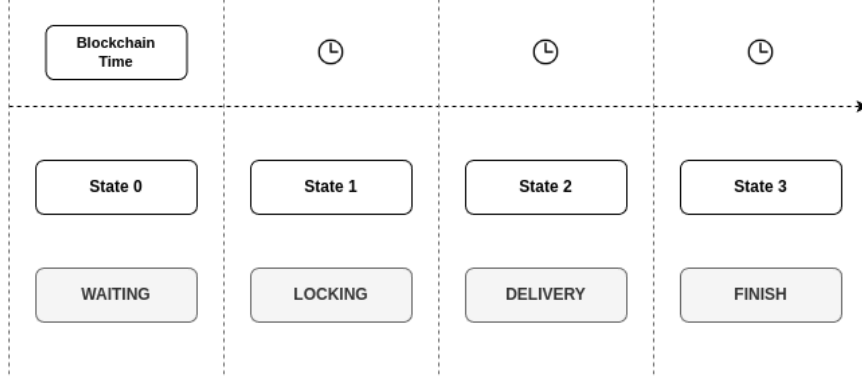 Blockchain
Time
State 0
State 1
State 2
State 3
WAITING
LOCKING
DELIVERY
FINISH